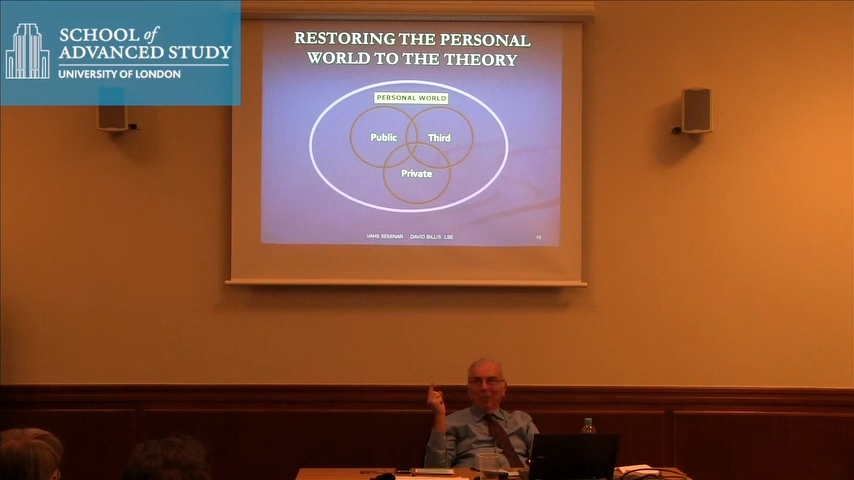 SCHOOL of
ADVANCED STUDY
UNIVERSITY OF LONDON
RESTORING THE PERSONAL
WORLD TO THE THEORY
PERSONAL WORLD
Public
Third
Private
VAHS SEMINAR DAVID BILLIS LSE